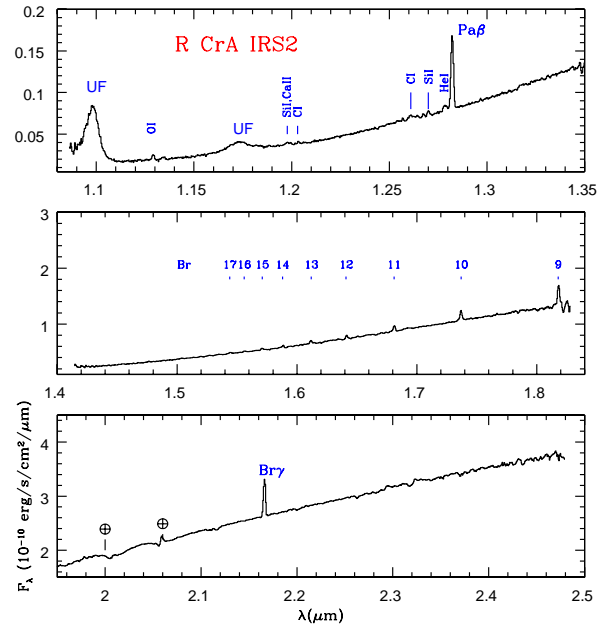 R CrA IRS2
UF
OI
UF
SiI,CaII
CI
CI
SiI
HeI
Paβ
0.2
0.15
0.1
0.05
1.1
1.15
1.2
1.25
1.3
1.35
Br 17 16 15 14 13 12 11 10 9
3
2
1
1.4
1.5
1.6
1.7
1.8
Brγ
4
3
2
2
2.1
2.2
2.3
2.4
2.5
F_λ (10⁻¹⁰ erg/s/cm²/μm)
λ(μm)